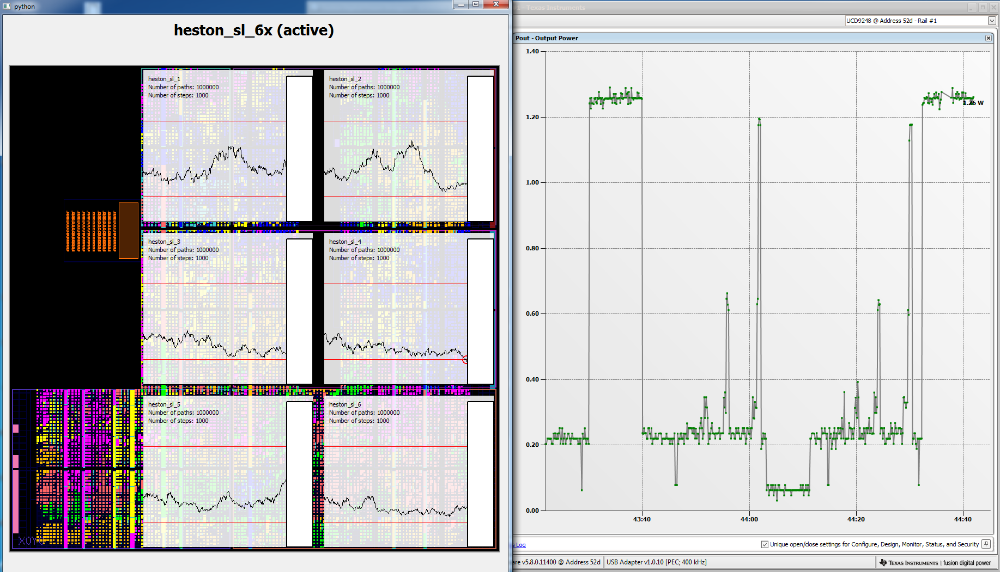 python
heston_sl_6x (active)
heston_sl_1
Number of paths: 1000000
Number of steps: 1000
heston_sl_2
Number of paths: 1000000
Number of steps: 1000
heston_sl_3
Number of paths: 1000000
Number of steps: 1000
heston_sl_4
Number of paths: 1000000
Number of steps: 1000
heston_sl_5
Number of paths: 1000000
Number of steps: 1000
heston_sl_6
Number of paths: 1000000
Number of steps: 1000
- Texas Instruments
UCD9248 @ Address 52d - Rail #1
Pout - Output Power
1.40
1.20
1.00
0.80
0.60
0.40
0.20
0.00
1.26 W
43:40
44:00
44:20
44:40
s Log
Unique open/close settings for Configure, Design, Monitor, Status, and Security
are v5.8.0.11400 @ Address 52d
USB Adapter v1.0.10 [PEC; 400 kHz]
TEXAS INSTRUMENTS | fusion digital power